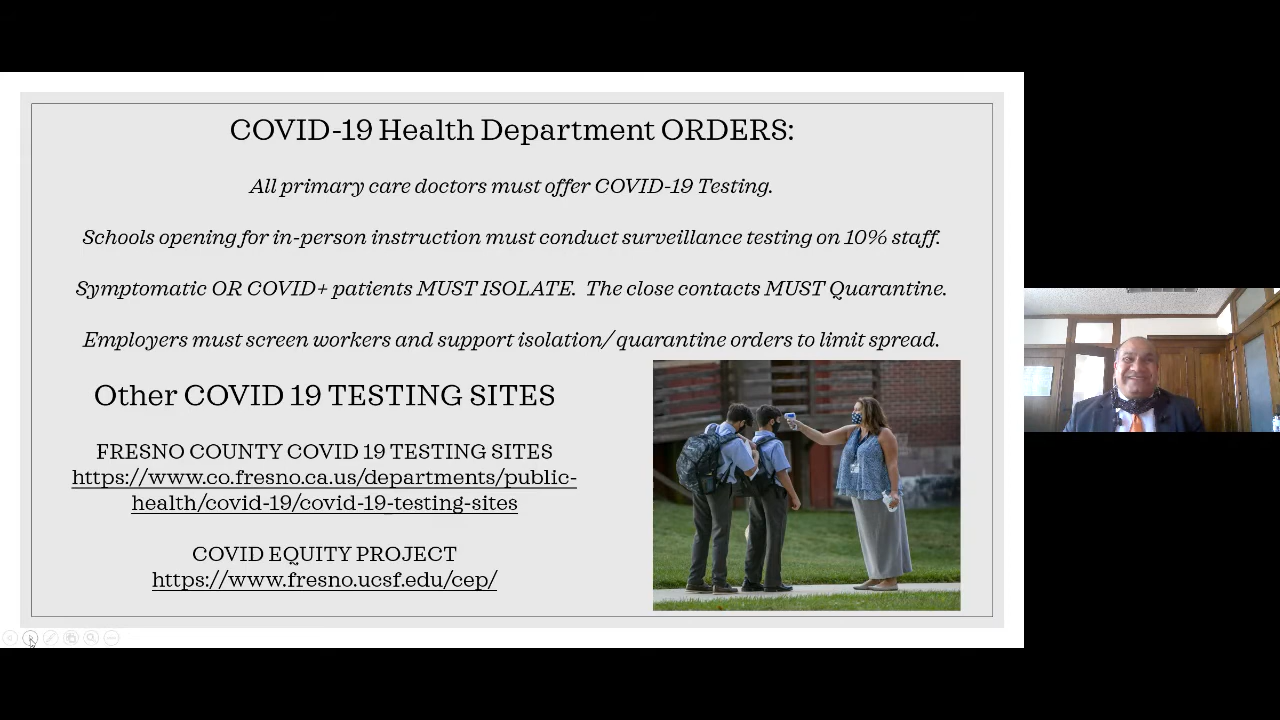 COVID-19 Health Department ORDERS:
All primary care doctors must offer COVID-19 Testing.
Schools opening for in-person instruction must conduct surveillance testing on 10% staff.
Symptomatic OR COVID+ patients MUST ISOLATE.  The close contacts MUST Quarantine.
Employers must screen workers and support isolation/ quarantine orders to limit spread.
Other COVID 19 TESTING SITES
FRESNO COUNTY COVID 19 TESTING SITES
https://www.co.fresno.ca.us/departments/public-
health/covid-19/covid-19-testing-sites
COVID EQUITY PROJECT
https://www.fresno.ucsf.edu/cep/